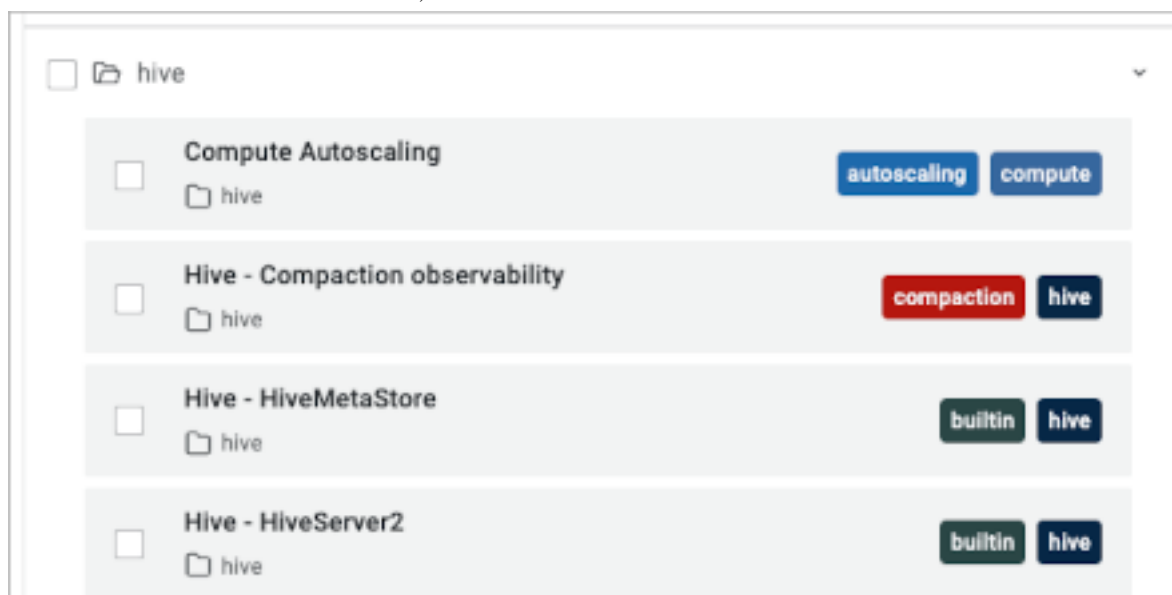 hive
Compute Autoscaling
hive
autoscaling compute
Hive - Compaction observability
hive
compaction hive
Hive - HiveMetaStore
hive
builtin hive
Hive - HiveServer2
hive
builtin hive